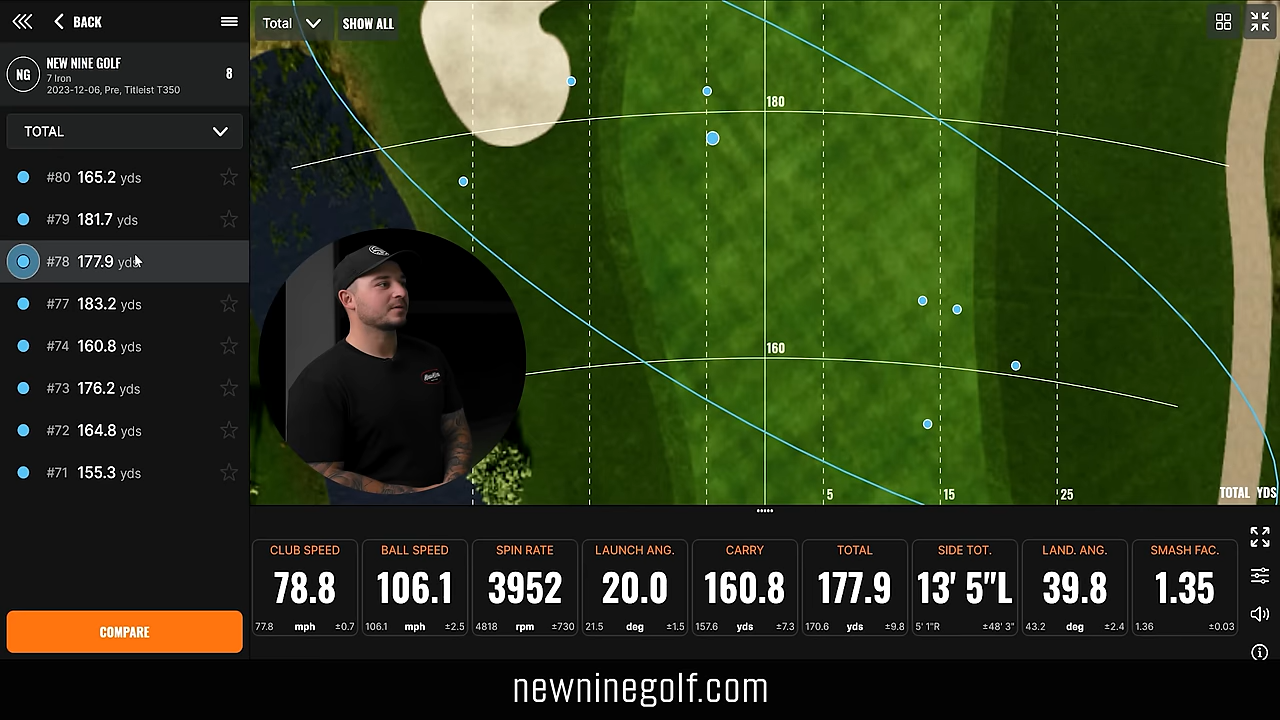 BACK
NG
NEW NINE GOLF
7 Iron
2023-12-06, Pre, Titleist T350
8
TOTAL
#80 165.2 yds
#79 181.7 yds
#78 177.9 yds
#77 183.2 yds
#74 160.8 yds
#73 176.2 yds
#72 164.8 yds
#71 155.3 yds
COMPARE
Total
SHOW ALL
180
160
5
15
25
TOTAL YDS
CLUB SPEED
78.8
77.8 mph ±0.7
BALL SPEED
106.1
106.1 mph ±2.5
SPIN RATE
3952
4818 rpm ±730
LAUNCH ANG.
20.0
21.5 deg ±1.5
CARRY
160.8
157.6 yds ±7.3
TOTAL
177.9
170.6 yds ±9.8
SIDE TOT.
13' 5"L
5' 1"R ±48' 3"
LAND. ANG.
39.8
43.2 deg ±2.4
SMASH FAC.
1.35
1.36 ±0.03
newninegolf.com